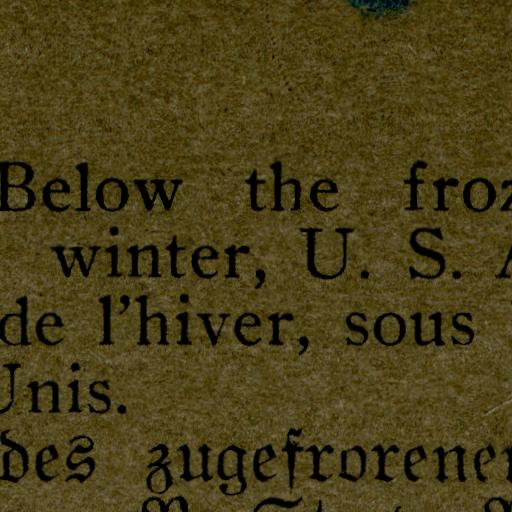 Below the froz
winter, U. S. A
de l'hiver, sous
Unis.
des zugefrorener